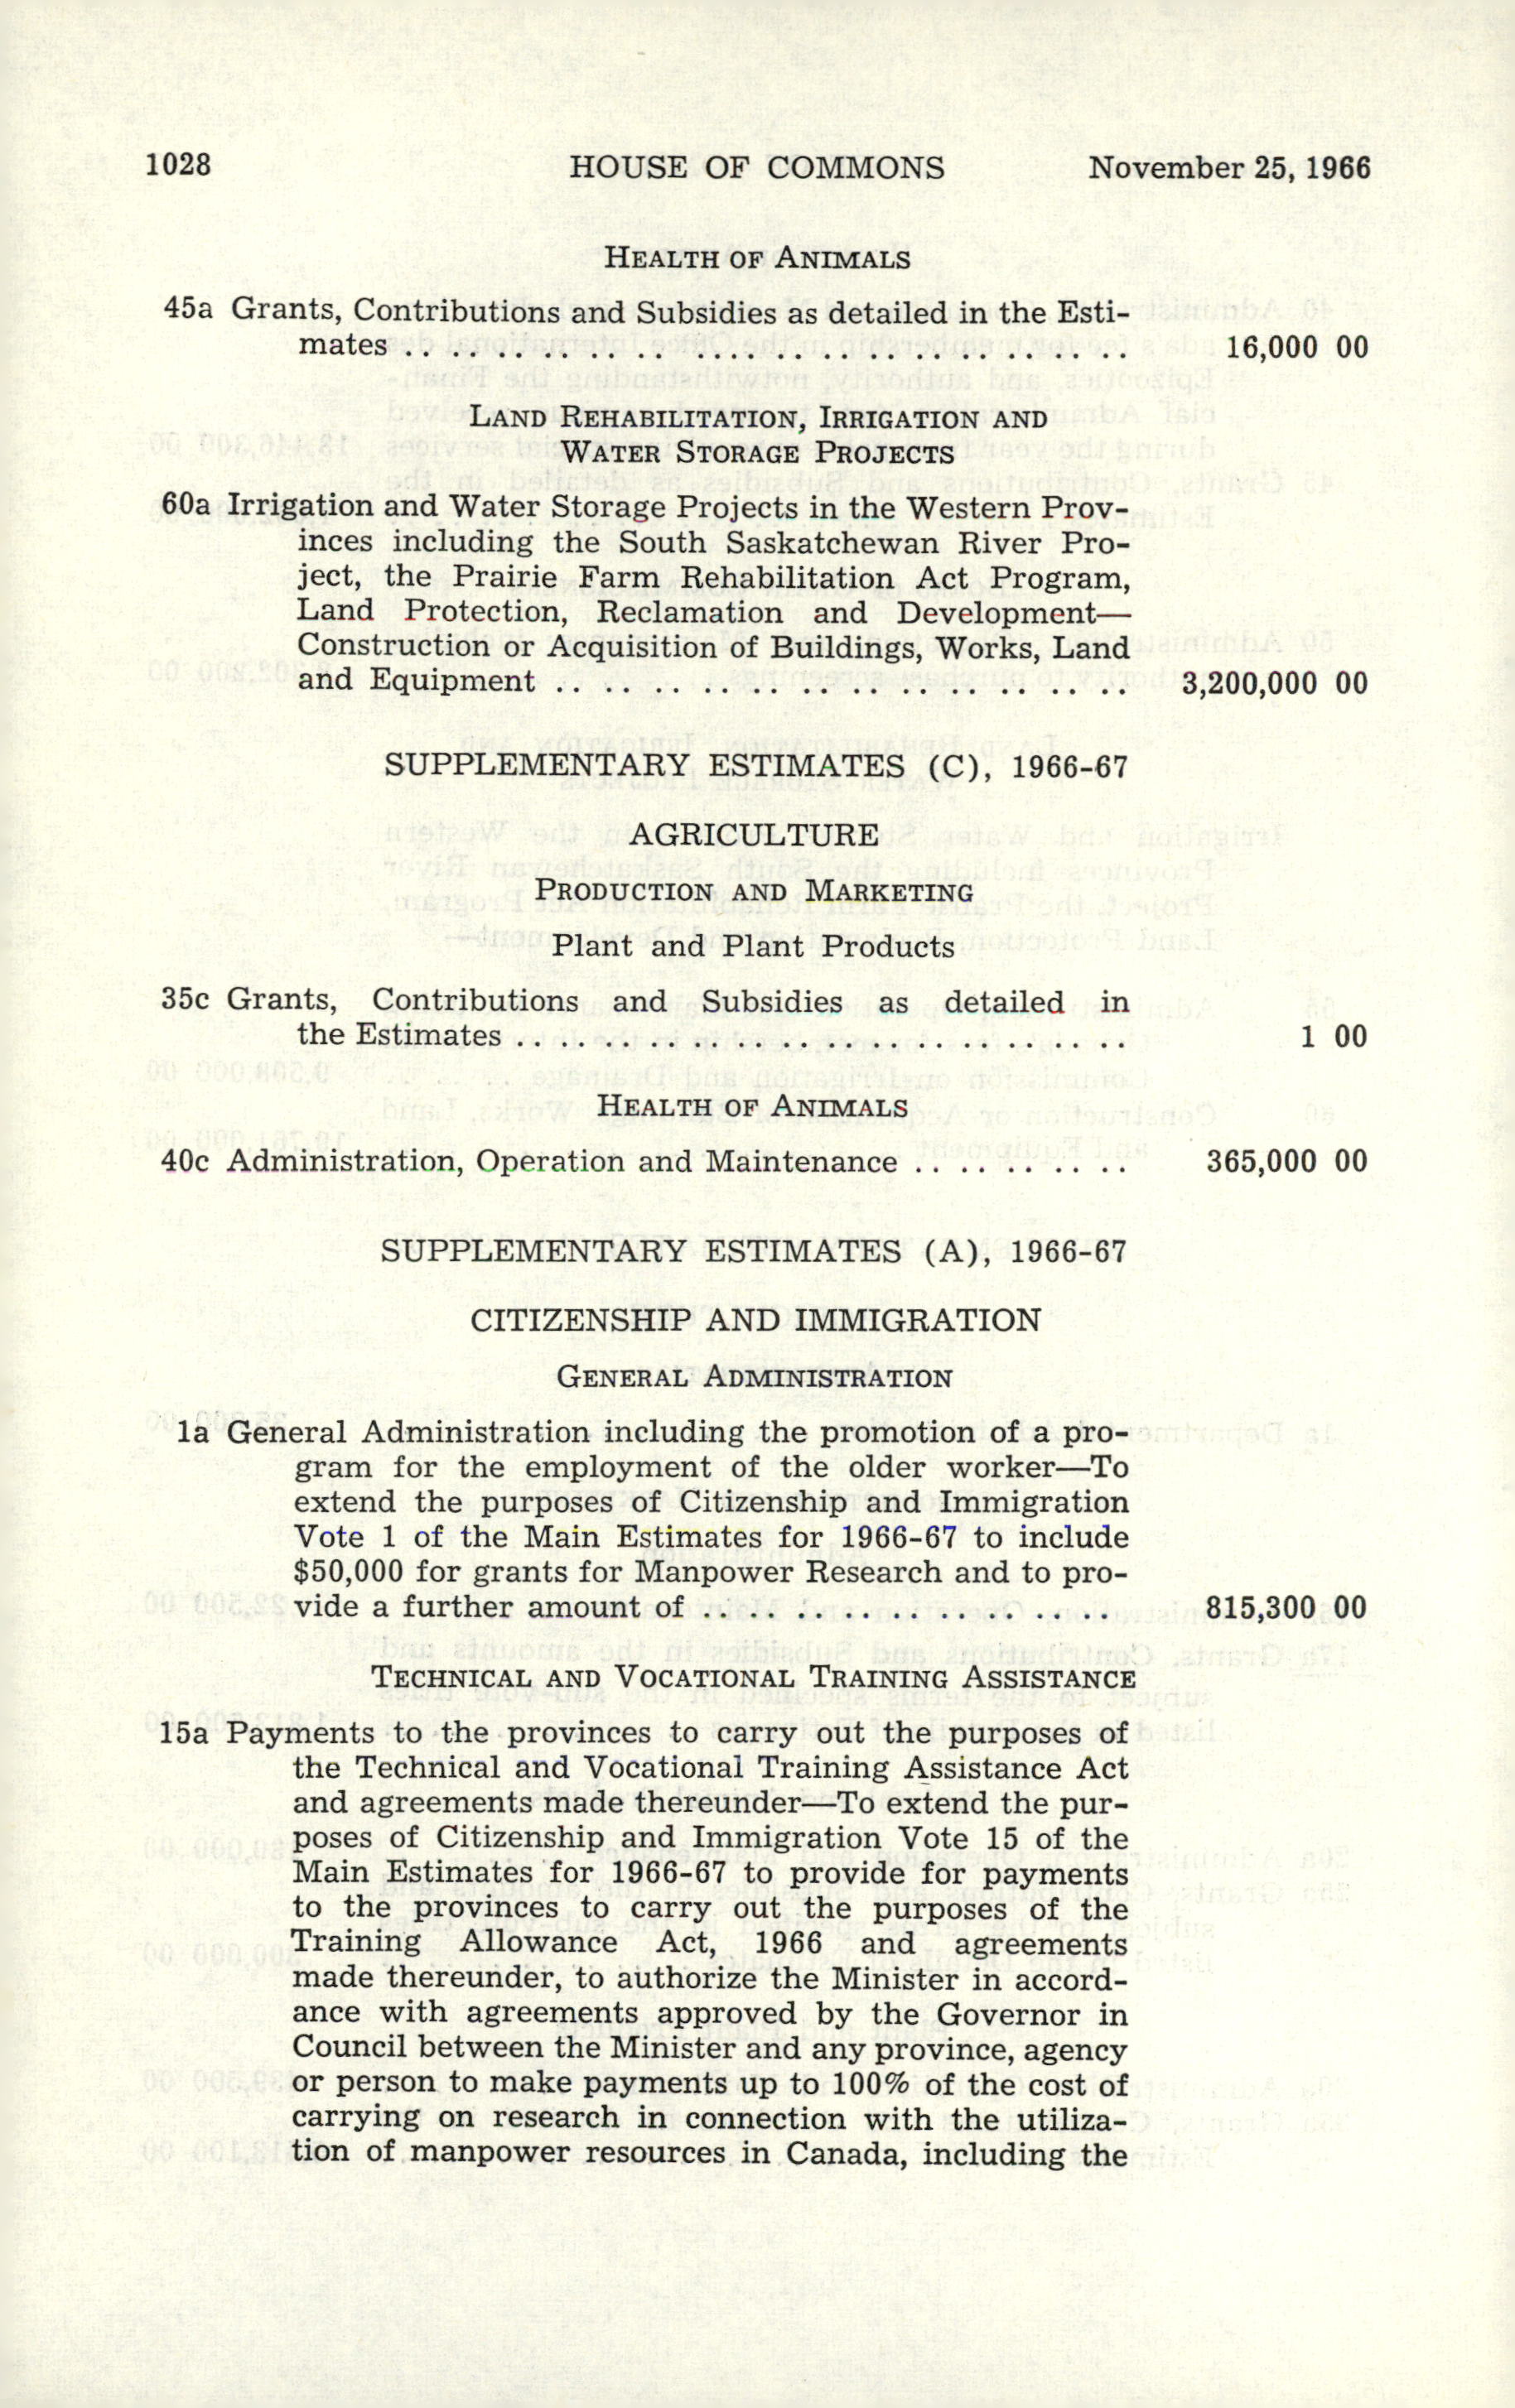 1028 HOUSE OF COMMONS November 25, 1966
HEALTH OF ANIMALS
45a Grants, Contributions and Subsidies as detailed in the Esti-
mates .. .. .. .. .. .. .... .. .. .. .. .. .. .. .. .. 16,000 00
LAND REHABILITATION, IRRIGATION AND
WATER STORAGE PROJECTS
60a Irrigation and Water Storage Projects in the Western Prov-
inces including the South Saskatchewan River Pro-
ject, the Prairie Farm Rehabilitation Act Program,
Land Protection, Reclamation and Development—
Construction or Acquisition of Buildings, Works, Land
and Equipment .. .. .. .. .. .. .. .. .. .. .. .. 3,200,000 00
SUPPLEMENTARY ESTIMATES (C), 1966-67
AGRICULTURE
PRODUCTION AND MARKETING
Plant and Plant Products
35c Grants, Contributions and Subsidies as detailed in
the Estimates .. .. .. .. .. .. .. .. .. .. .. .. .. .. 1 00
HEALTH OF ANIMALS
40c Administration, Operation and Maintenance .. .. .. .. .. 365,000 00
SUPPLEMENTARY ESTIMATES (A), 1966-67
CITIZENSHIP AND IMMIGRATION
GENERAL ADMINISTRATION
1a General Administration including the promotion of a pro-
gram for the employment of the older worker—To
extend the purposes of Citizenship and Immigration
Vote 1 of the Main Estimates for 1966-67 to include
$50,000 for grants for Manpower Research and to pro-
vide a further amount of .. .. .. .. .. .. .. .. .. 815,300 00
TECHNICAL AND VOCATIONAL TRAINING ASSISTANCE
15a Payments to the provinces to carry out the purposes of
the Technical and Vocational Training Assistance Act
and agreements made thereunder—To extend the pur-
poses of Citizenship and Immigration Vote 15 of the
Main Estimates for 1966-67 to provide for payments
to the provinces to carry out the purposes of the
Training Allowance Act, 1966 and agreements
made thereunder, to authorize the Minister in accord-
ance with agreements approved by the Governor in
Council between the Minister and any province, agency
or person to make payments up to 100% of the cost of
carrying on research in connection with the utiliza-
tion of manpower resources in Canada, including the